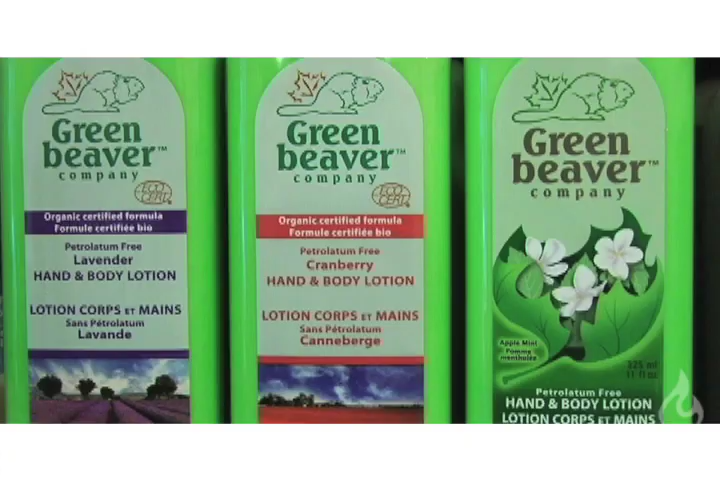 Green
beaver™
company
ECO
CERT
Organic certified formula
Formule certifiée bio
Petrolatum Free
Lavender
HAND & BODY LOTION
LOTION CORPS ET MAINS
Sans Pétrolatum
Lavande
Green
beaver™
company
ECO
CERT
Organic certified formula
Formule certifiée bio
Petrolatum Free
Cranberry
HAND & BODY LOTION
LOTION CORPS ET MAINS
Sans Pétrolatum
Canneberge
Green
beaver™
company
Apple Mint
Pomme
mentholée
325 ml
11 fl oz.
Petrolatum Free
HAND & BODY LOTION
LOTION CORPS ET MAINS